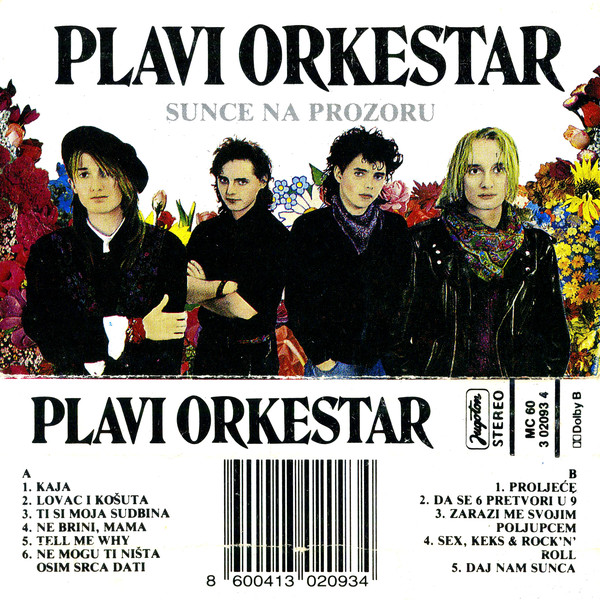 PLAVI ORKESTAR
SUNCE NA PROZORU
PLAVI ORKESTAR
Jugoton
STEREO
MC 60
3 02093 4
Dolby B
A
1. KAJA
2. LOVAC I KOŠUTA
3. TI SI MOJA SUDBINA
4. NE BRINI, MAMA
5. TELL ME WHY
6. NE MOGU TI NIŠTA
OSIM SRCA DATI
B
1. PROLJEĆE
2. DA SE 6 PRETVORI U 9
3. ZARAZI ME SVOJIM
POLJUPCEM
4. SEX, KEKS & ROCK'N'
ROLL
5. DAJ NAM SUNCA
8 600413 020934